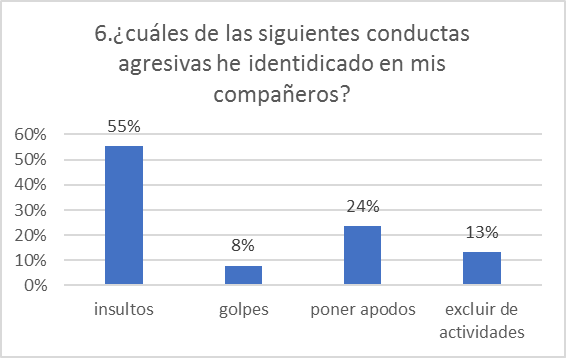 6.¿cuáles de las siguientes conductas
agresivas he identidicado en mis
compañeros?
55%
60%
50%
40%
30%
20%
10%
0%
8%
24%
13%
insultos
golpes
poner apodos
excluir de
actividades